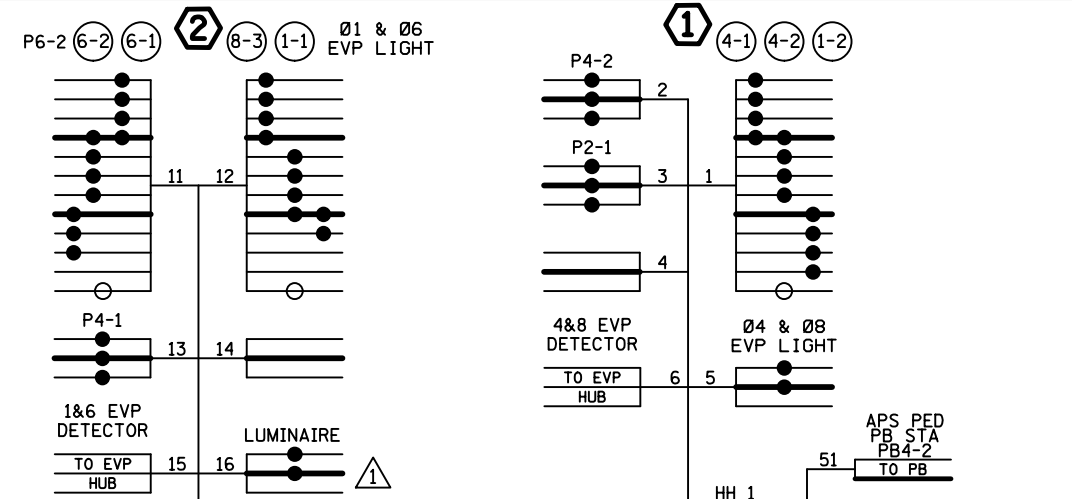 P6-2 6-2 6-1 2 8-3 1-1 Ø1 & Ø6
EVP LIGHT
11 12
P4-1
13 14
1&6 EVP
DETECTOR
LUMINAIRE
TO EVP
HUB
15 16
1
1
4-1 4-2 1-2
P4-2
2
P2-1
3 1
4
4&8 EVP
DETECTOR
Ø4 & Ø8
EVP LIGHT
TO EVP
HUB
6 5
APS PED
PB STA
PB4-2
51 TO PB
HH 1